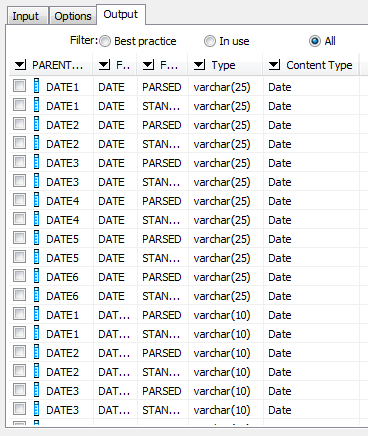 Input Options Output
Filter: Best practice In use All
PARENT... F.. F... Type Content Type
DATE1 DATE PARSED varchar(25) Date
DATE1 DATE STAN... varchar(25) Date
DATE2 DATE PARSED varchar(25) Date
DATE2 DATE STAN... varchar(25) Date
DATE3 DATE PARSED varchar(25) Date
DATE3 DATE STAN... varchar(25) Date
DATE4 DATE PARSED varchar(25) Date
DATE4 DATE STAN... varchar(25) Date
DATE5 DATE PARSED varchar(25) Date
DATE5 DATE STAN... varchar(25) Date
DATE6 DATE PARSED varchar(25) Date
DATE6 DATE STAN... varchar(25) Date
DATE1 DAT... PARSED varchar(10) Date
DATE1 DAT... STAN... varchar(10) Date
DATE2 DAT... PARSED varchar(10) Date
DATE2 DAT... STAN... varchar(10) Date
DATE3 DAT... PARSED varchar(10) Date
DATE3 DAT... STAN... varchar(10) Date